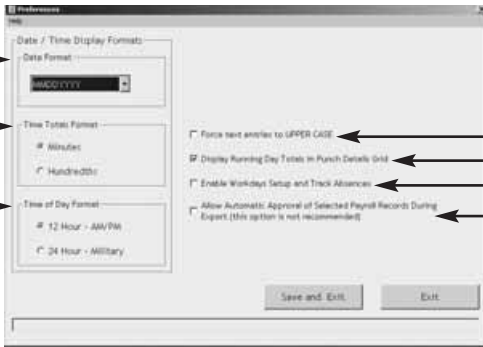 Preferences
Help
Date / Time Display Formats
Date Format
MMDDYYYY
Time Totals Format
Minutes
Hundredths
Time of Day Format
12 Hour - AM/PM
24 Hour - Military
Force text entries to UPPER CASE
Display Running Day Totals in Punch Details Grid
Enable Workdays Setup and Track Absences
Allow Automatic Approval of Selected Payroll Records During
Export (this option is not recommended)
Save and Exit
Exit